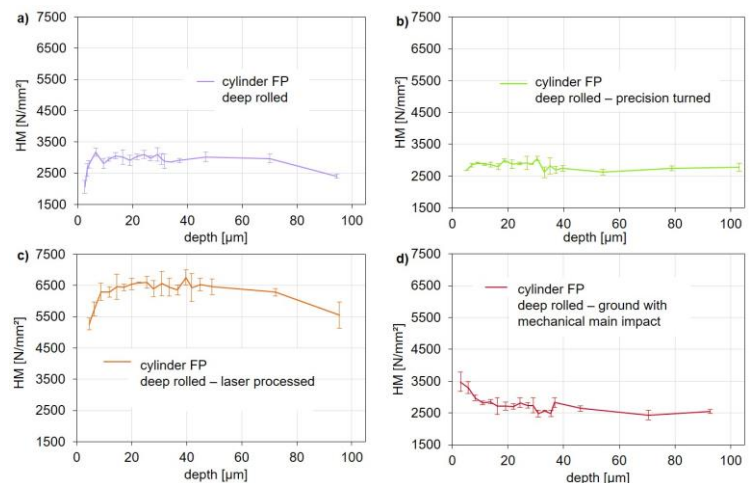 a)
HM [N/mm²]
7500
6500
5500
4500
3500
2500
1500
cylinder FP
deep rolled
0 20 40 60 80 100
depth [µm]
b)
HM [N/mm²]
7500
6500
5500
4500
3500
2500
1500
cylinder FP
deep rolled – precision turned
0 20 40 60 80 100
depth [µm]
c)
HM [N/mm²]
7500
6500
5500
4500
3500
2500
1500
cylinder FP
deep rolled – laser processed
0 20 40 60 80 100
depth [µm]
d)
HM [N/mm²]
7500
6500
5500
4500
3500
2500
1500
cylinder FP
deep rolled – ground with
mechanical main impact
0 20 40 60 80 100
depth [µm]